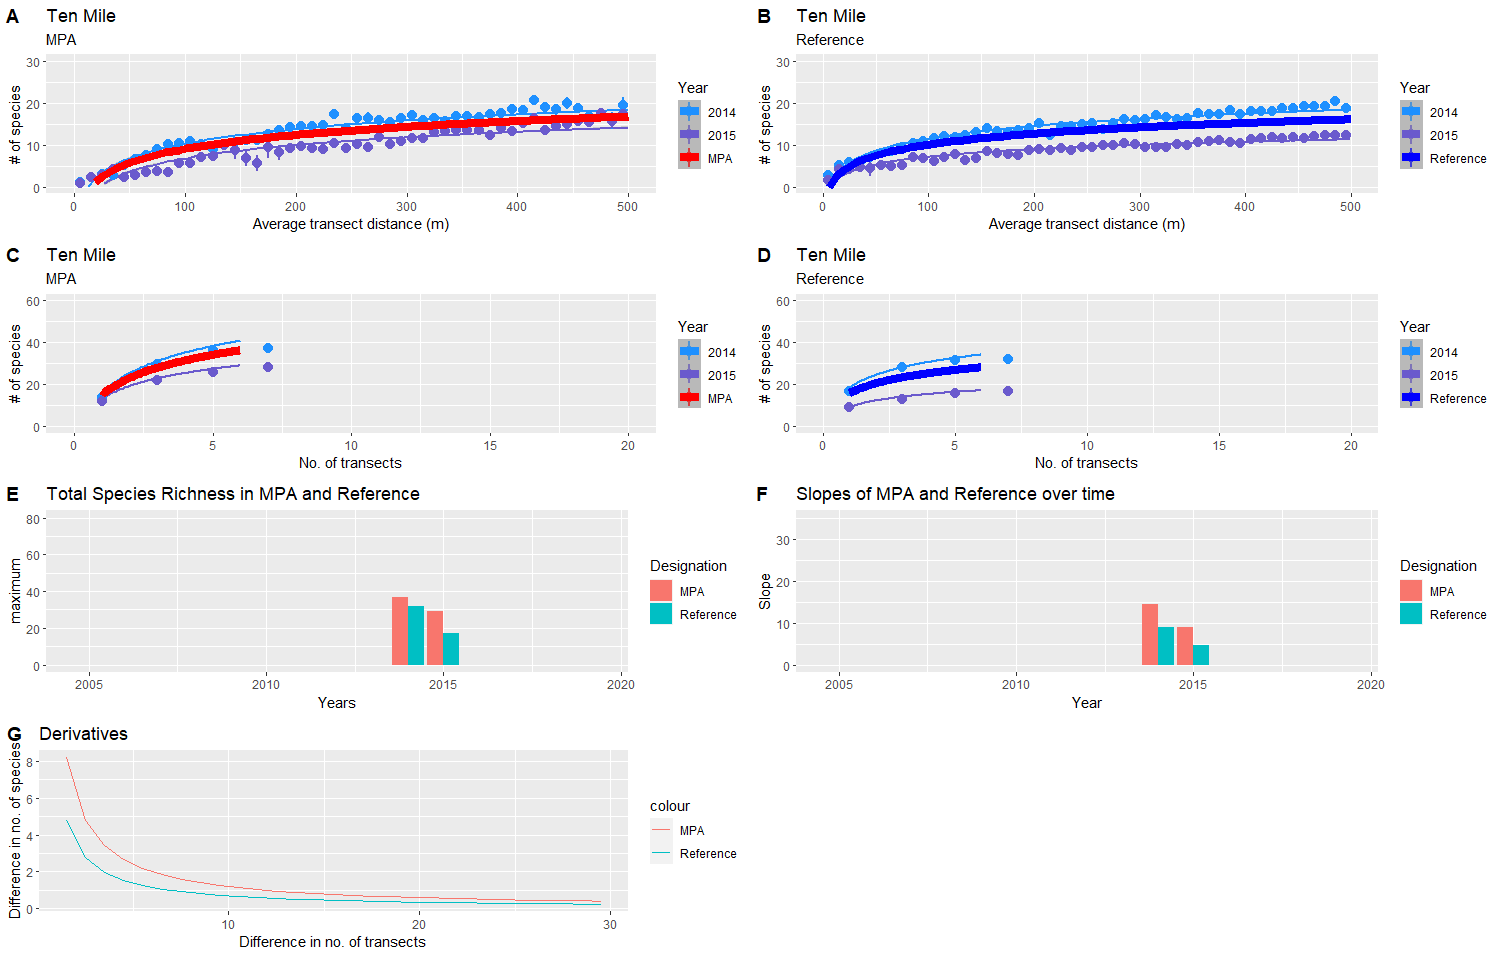 A Ten Mile
MPA
30
20
10
0
# of species
0 100 200 300 400 500
Average transect distance (m)
Year
2014
2015
MPA
B Ten Mile
Reference
30
20
10
0
# of species
0 100 200 300 400 500
Average transect distance (m)
Year
2014
2015
Reference
C Ten Mile
MPA
60
40
20
0
# of species
0 5 10 15 20
No. of transects
Year
2014
2015
MPA
D Ten Mile
Reference
60
40
20
0
# of species
0 5 10 15 20
No. of transects
Year
2014
2015
Reference
E Total Species Richness in MPA and Reference
80
60
40
20
0
maximum
2005 2010 2015 2020
Years
Designation
MPA
Reference
F Slopes of MPA and Reference over time
30
20
10
0
Slope
2005 2010 2015 2020
Year
Designation
MPA
Reference
G Derivatives
8
6
4
2
0
Difference in no. of species
10 20 30
Difference in no. of transects
colour
MPA
Reference